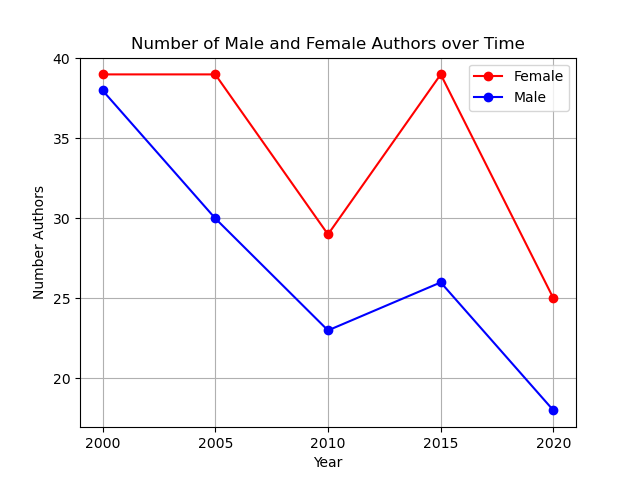 Number of Male and Female Authors over Time
Number Authors
40
35
30
25
20
Female
Male
2000 2005 2010 2015 2020
Year